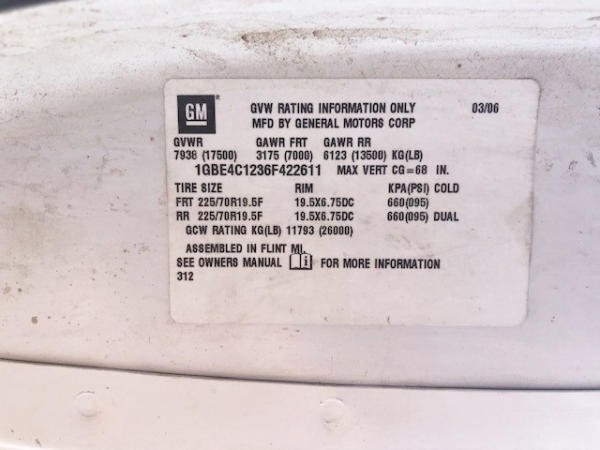 GM ® GVW RATING INFORMATION ONLY 03/06
MFD BY GENERAL MOTORS CORP
GVWR GAWR FRT GAWR RR
7938 (17500) 3175 (7000) 6123 (13500) KG(LB)
1GBE4C1236F422611 MAX VERT CG=68 IN.
TIRE SIZE RIM KPA(PSI) COLD
FRT 225/70R19.5F 19.5X6.75DC 660(095)
RR 225/70R19.5F 19.5X6.75DC 660(095) DUAL
GCW RATING KG(LB) 11793 (26000)
ASSEMBLED IN FLINT MI.
SEE OWNERS MANUAL i FOR MORE INFORMATION
312